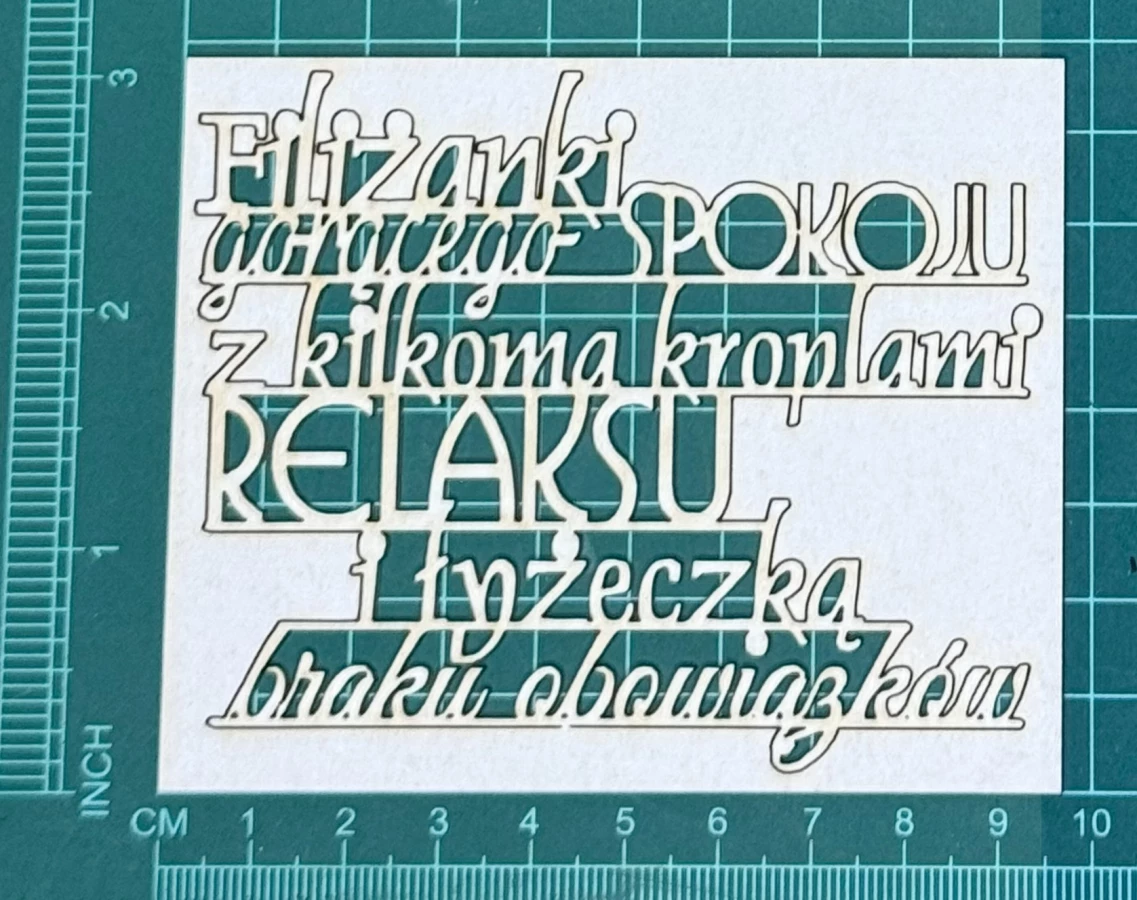 Filiżanki
gorącego SPOKOJU
z kilkoma kroplami
RELAKSU
i łyżeczką
braku obowiązków
3
2
1
INCH
CM 1 2 3 4 5 6 7 8 9 10